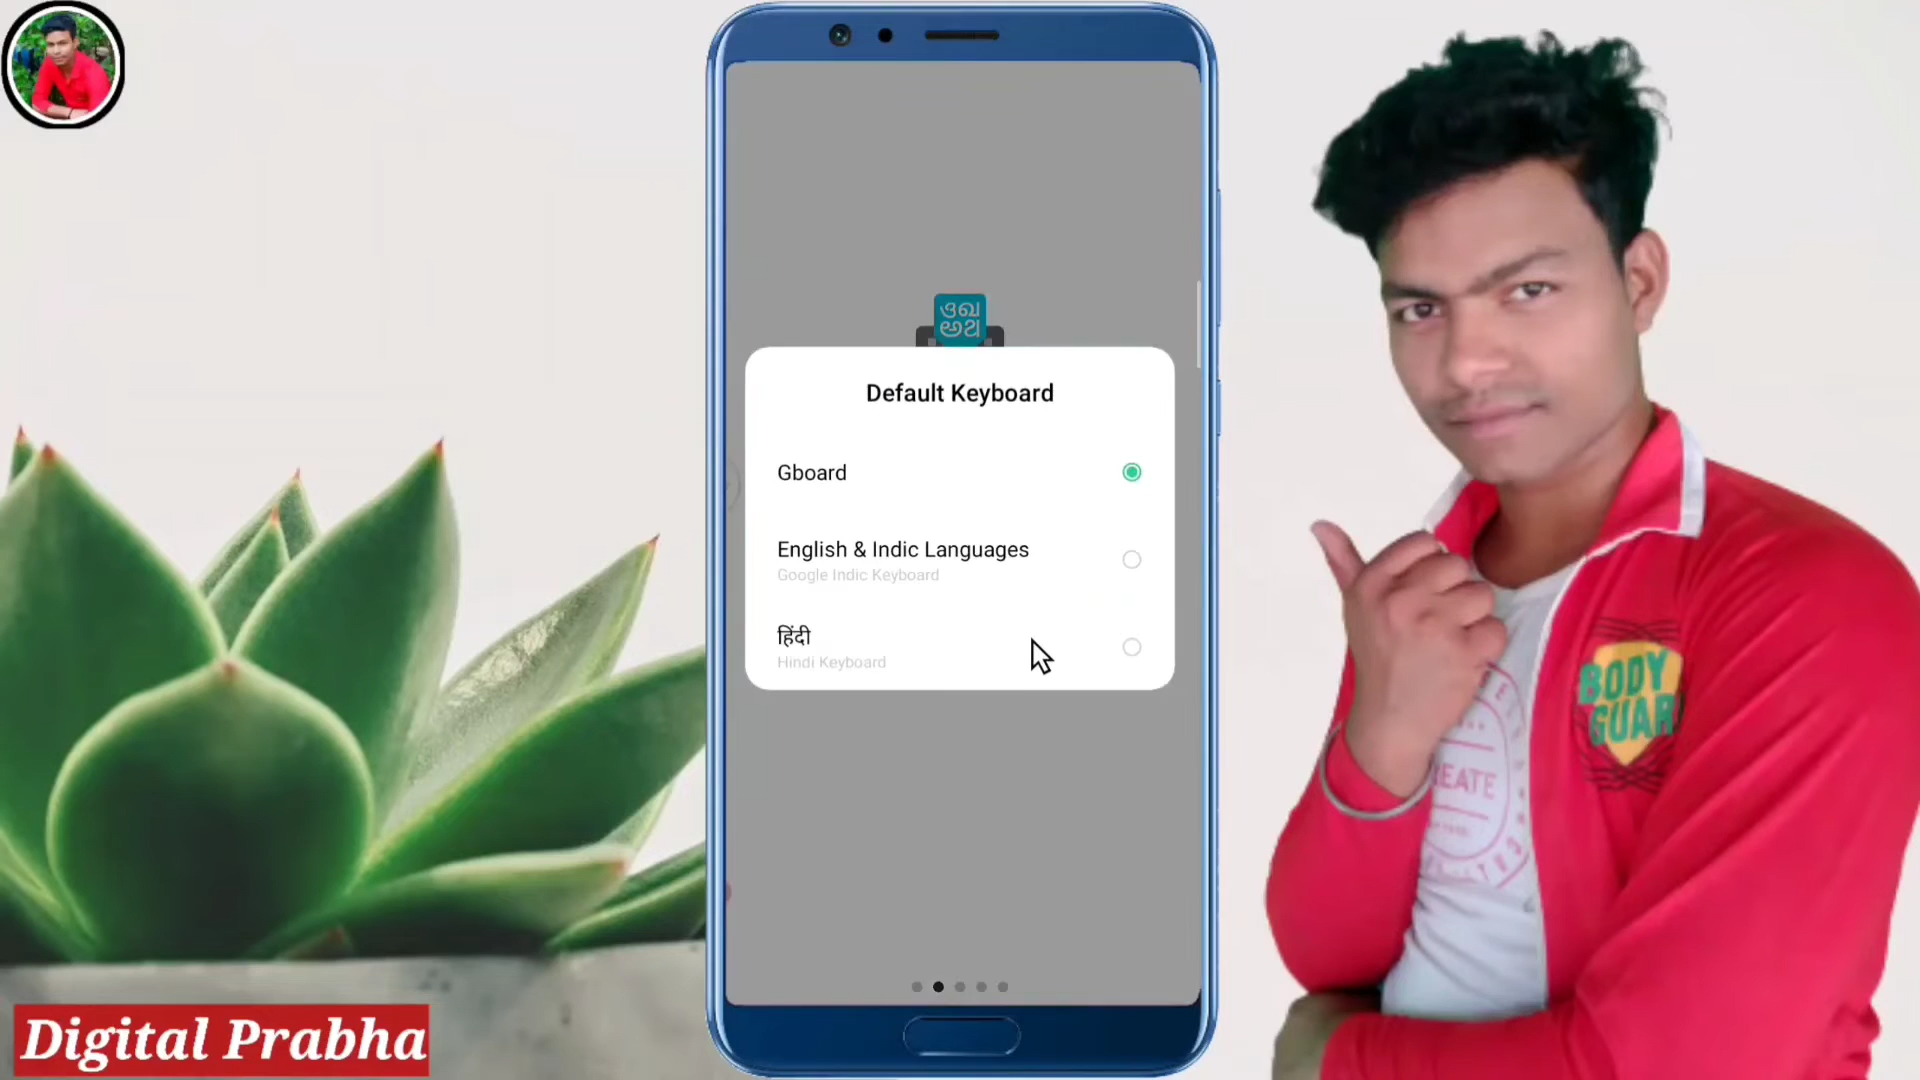 Default Keyboard
Gboard
English & Indic Languages
Google Indic Keyboard
हिंदी
Hindi Keyboard
BODY
GUAR
EATE
Digital Prabha